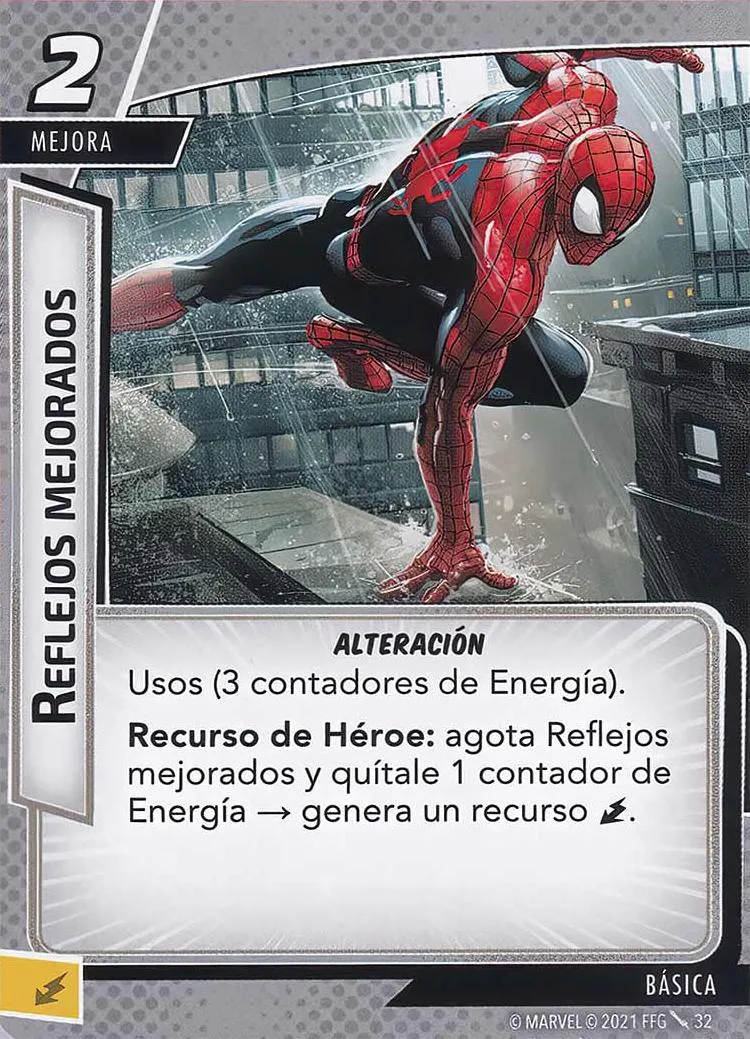 2
MEJORA
REFLEJOS MEJORADOS
ALTERACIÓN
Usos (3 contadores de Energía).
Recurso de Héroe: agota Reflejos
mejorados y quítale 1 contador de
Energía → genera un recurso .
BÁSICA
© MARVEL © 2021 FFG 32